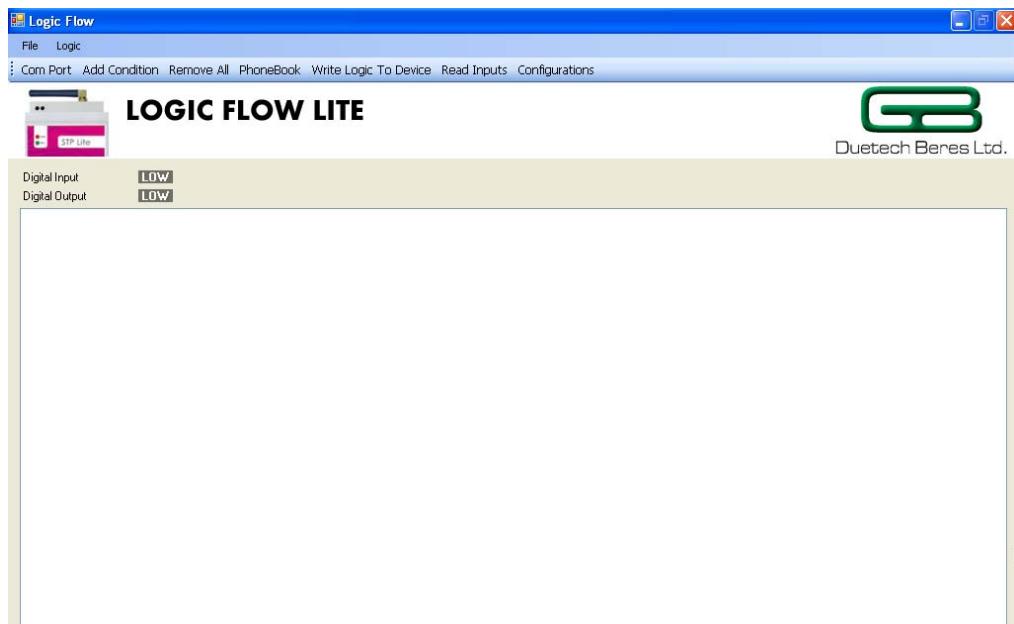 Logic Flow
File Logic
Com Port Add Condition Remove All PhoneBook Write Logic To Device Read Inputs Configurations
LOGIC FLOW LITE
STP Lite
Duetech Beres Ltd.
Digital Input LOW
Digital Output LOW